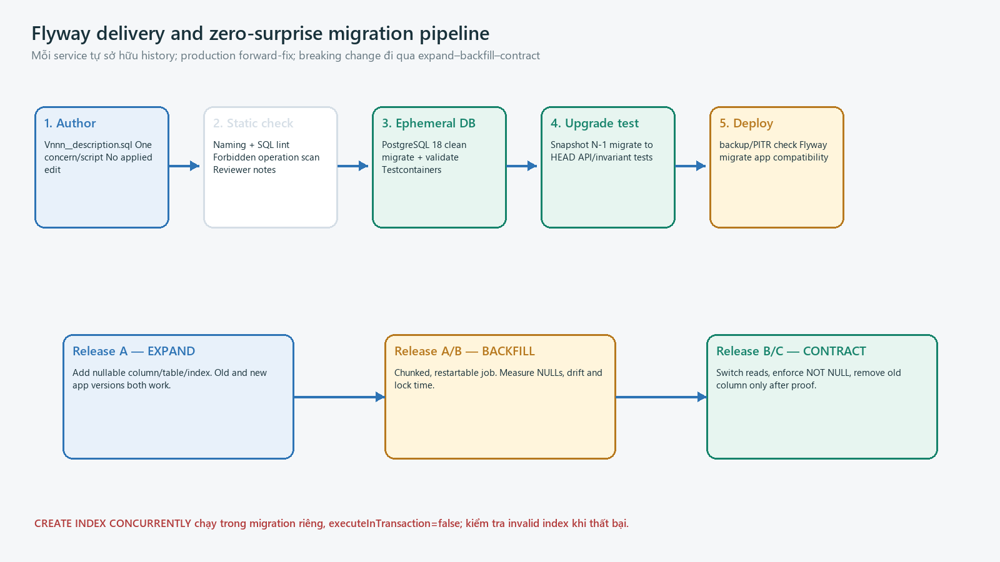 Flyway delivery and zero-surprise migration pipeline
Mỗi service tự sở hữu history; production forward-fix; breaking change đi qua expand–backfill–contract
1. Author
Vnnn__description.sql One
concern/script No applied
edit
2. Static check
Naming + SQL lint
Forbidden operation scan
Reviewer notes
3. Ephemeral DB
PostgreSQL 18 clean
migrate + validate
Testcontainers
4. Upgrade test
Snapshot N-1 migrate to
HEAD API/invariant tests
5. Deploy
backup/PITR check Flyway
migrate app compatibility
Release A — EXPAND
Add nullable column/table/index. Old and new
app versions both work.
Release A/B — BACKFILL
Chunked, restartable job. Measure NULLs, drift and
lock time.
Release B/C — CONTRACT
Switch reads, enforce NOT NULL, remove old
column only after proof.
CREATE INDEX CONCURRENTLY chạy trong migration riêng, executeInTransaction=false; kiểm tra invalid index khi thất bại.